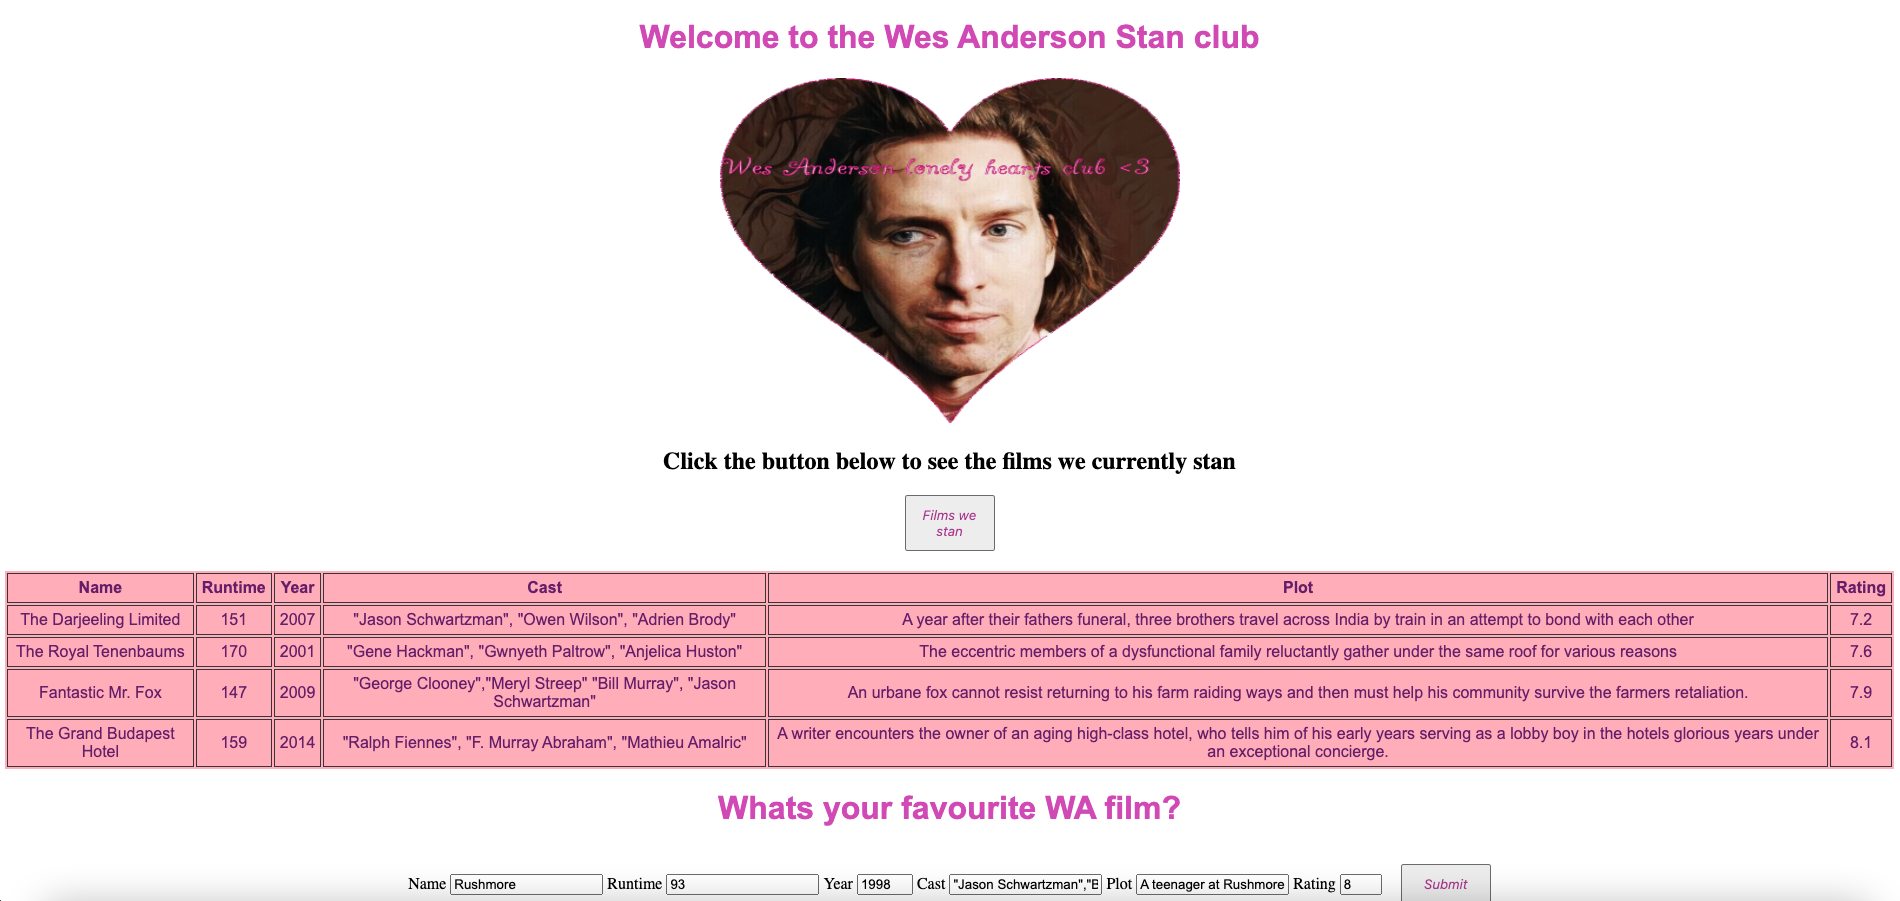 Welcome to the Wes Anderson Stan club
Wes Anderson lonely hearts club <3
Click the button below to see the films we currently stan
Films we
stan
Name Runtime Year Cast Plot Rating
The Darjeeling Limited 151 2007 "Jason Schwartzman", "Owen Wilson", "Adrien Brody" A year after their fathers funeral, three brothers travel across India by train in an attempt to bond with each other 7.2
The Royal Tenenbaums 170 2001 "Gene Hackman", "Gwnyeth Paltrow", "Anjelica Huston" The eccentric members of a dysfunctional family reluctantly gather under the same roof for various reasons 7.6
Fantastic Mr. Fox 147 2009 "George Clooney","Meryl Streep" "Bill Murray", "Jason
Schwartzman" An urbane fox cannot resist returning to his farm raiding ways and then must help his community survive the farmers retaliation. 7.9
The Grand Budapest
Hotel 159 2014 "Ralph Fiennes", "F. Murray Abraham", "Mathieu Amalric" A writer encounters the owner of an aging high-class hotel, who tells him of his early years serving as a lobby boy in the hotels glorious years under
an exceptional concierge. 8.1
Whats your favourite WA film?
Name Rushmore Runtime 93 Year 1998 Cast "Jason Schwartzman","B Plot A teenager at Rushmore Rating 8 Submit